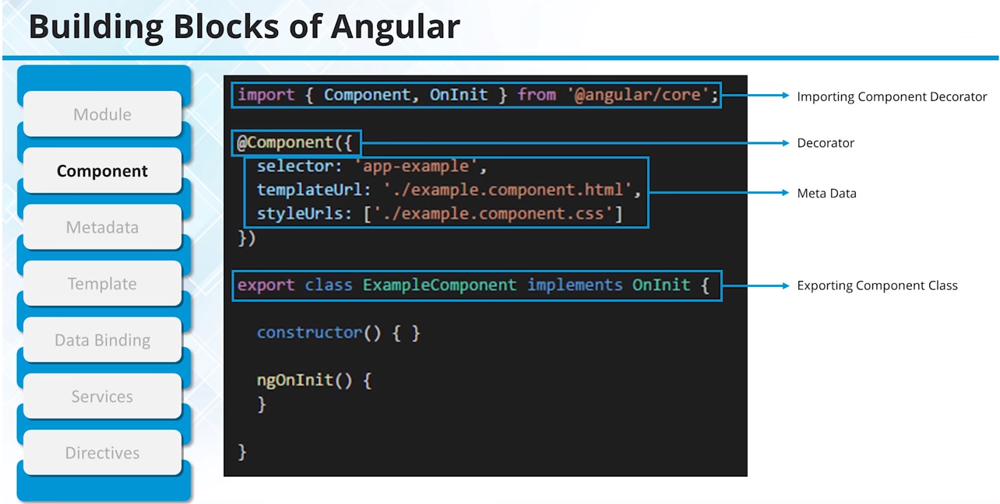 Building Blocks of Angular
Module
Component
Metadata
Template
Data Binding
Services
Directives
import { Component, OnInit } from '@angular/core';
@Component({
selector: 'app-example',
templateUrl: './example.component.html',
styleUrls: ['./example.component.css']
})
export class ExampleComponent implements OnInit {
constructor() { }
ngOnInit() {
}
}
Importing Component Decorator
Decorator
Meta Data
Exporting Component Class